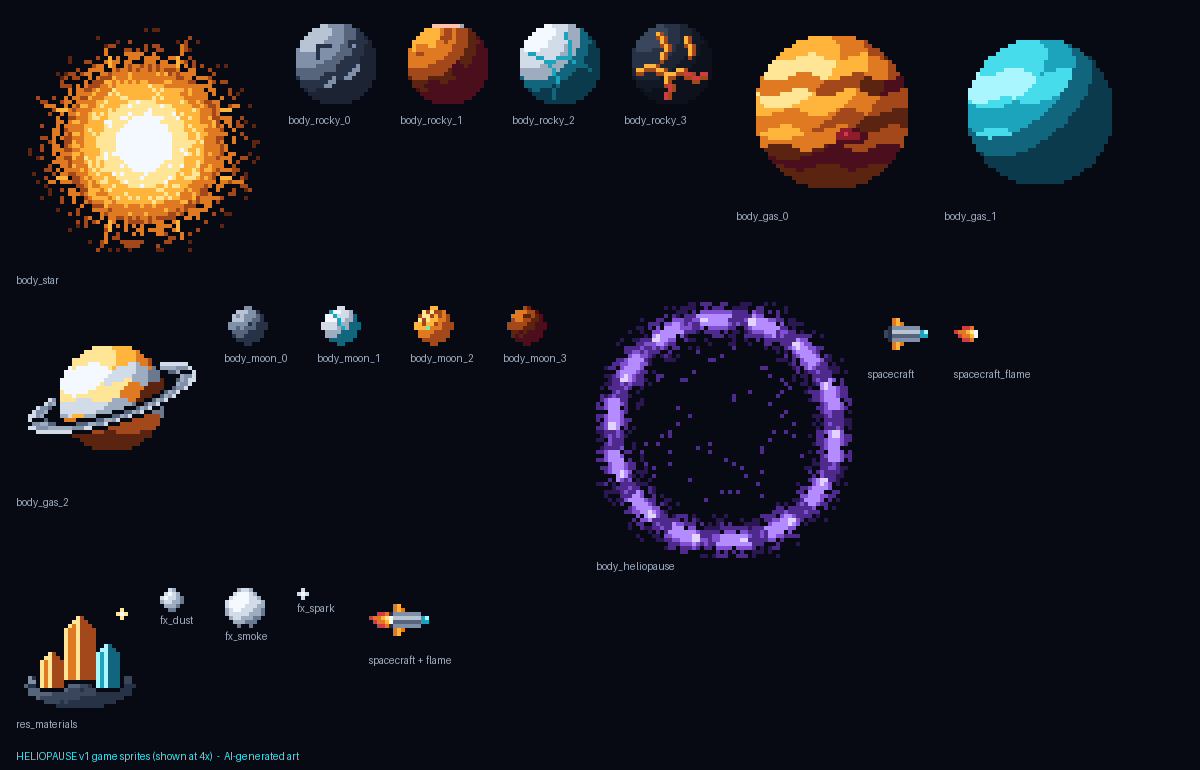 body_rocky_0
body_rocky_1
body_rocky_2
body_rocky_3
body_gas_0
body_gas_1
body_star
body_moon_0
body_moon_1
body_moon_2
body_moon_3
spacecraft
spacecraft_flame
body_gas_2
body_heliopause
fx_dust
fx_smoke
fx_spark
spacecraft + flame
res_materials
HELIOPAUSE v1 game sprites (shown at 4x) - AI-generated art